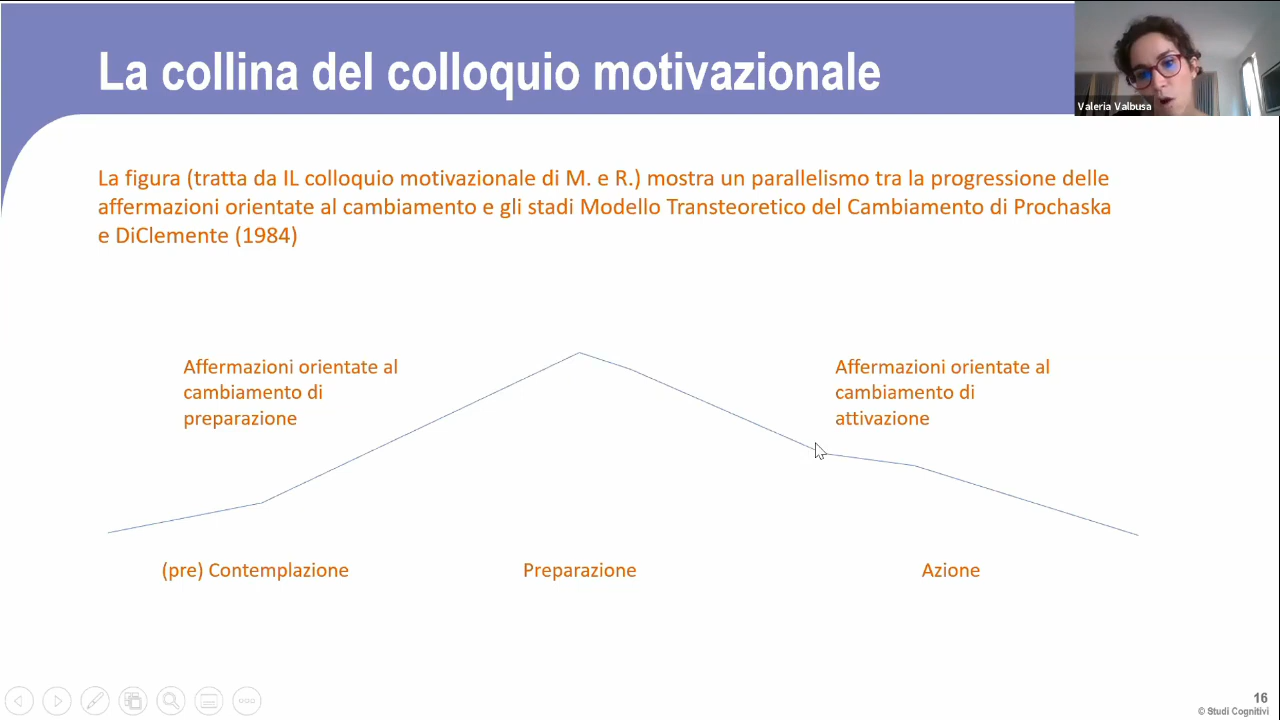 La collina del colloquio motivazionale
Valeria Valbusa
La figura (tratta da IL colloquio motivazionale di M. e R.) mostra un parallelismo tra la progressione delle
affermazioni orientate al cambiamento e gli stadi Modello Transteoretico del Cambiamento di Prochaska
e DiClemente (1984)
Affermazioni orientate al
cambiamento di
preparazione
Affermazioni orientate al
cambiamento di
attivazione
(pre) Contemplazione
Preparazione
Azione
16
© Studi Cognitivi